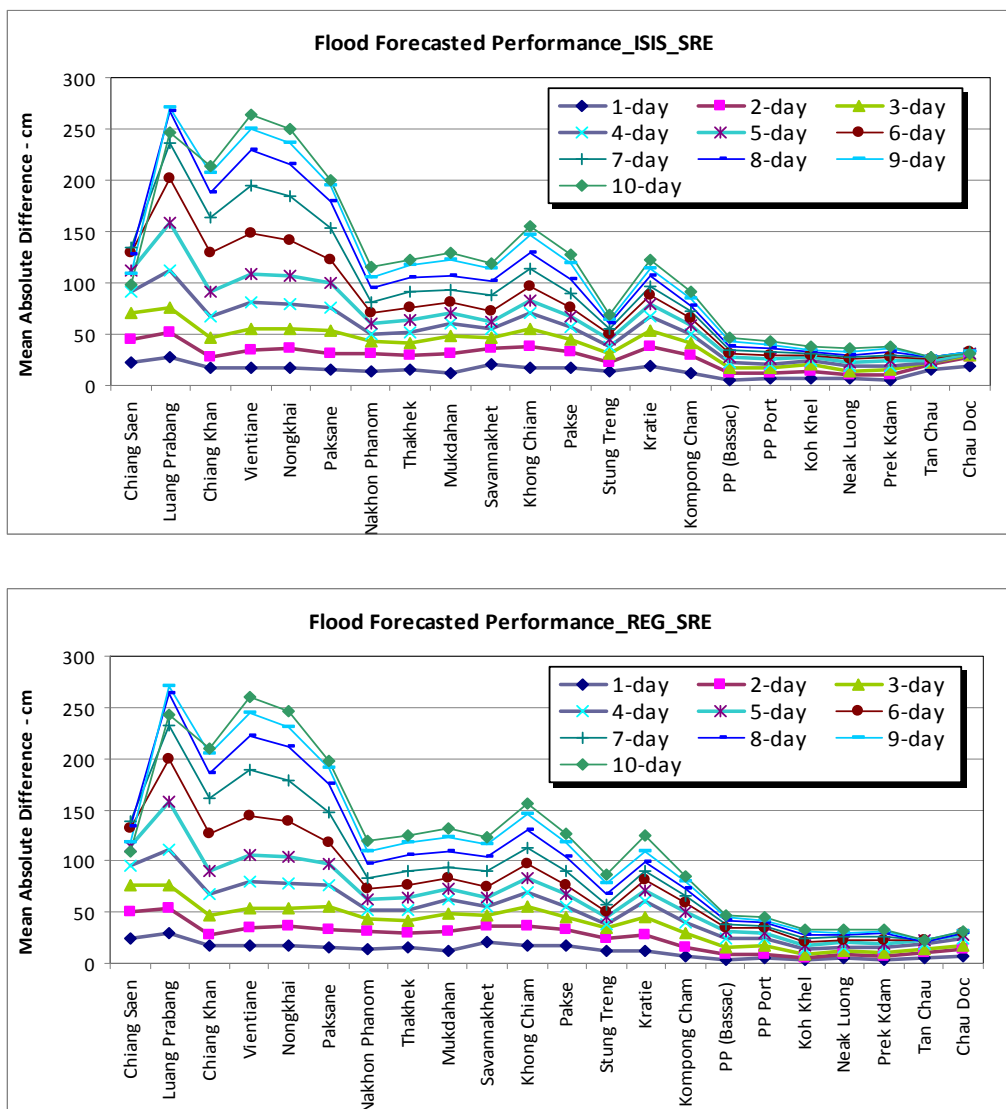 Flood Forecasted Performance_ISIS_SRE
Mean Absolute Difference - cm
300
250
200
150
100
50
0
1-day 2-day 3-day
4-day 5-day 6-day
7-day 8-day 9-day
10-day
Chiang Saen
Luang Prabang
Chiang Khan
Vientiane
Nongkhai
Paksane
Nakhon Phanom
Thakhek
Mukdahan
Savannakhet
Khong Chiam
Pakse
Stung Treng
Kratie
Kompong Cham
PP (Bassac)
PP Port
Koh Khel
Neak Luong
Prek Kdam
Tan Chau
Chau Doc
Flood Forecasted Performance_REG_SRE
Mean Absolute Difference - cm
300
250
200
150
100
50
0
1-day 2-day 3-day
4-day 5-day 6-day
7-day 8-day 9-day
10-day
Chiang Saen
Luang Prabang
Chiang Khan
Vientiane
Nongkhai
Paksane
Nakhon Phanom
Thakhek
Mukdahan
Savannakhet
Khong Chiam
Pakse
Stung Treng
Kratie
Kompong Cham
PP (Bassac)
PP Port
Koh Khel
Neak Luong
Prek Kdam
Tan Chau
Chau Doc